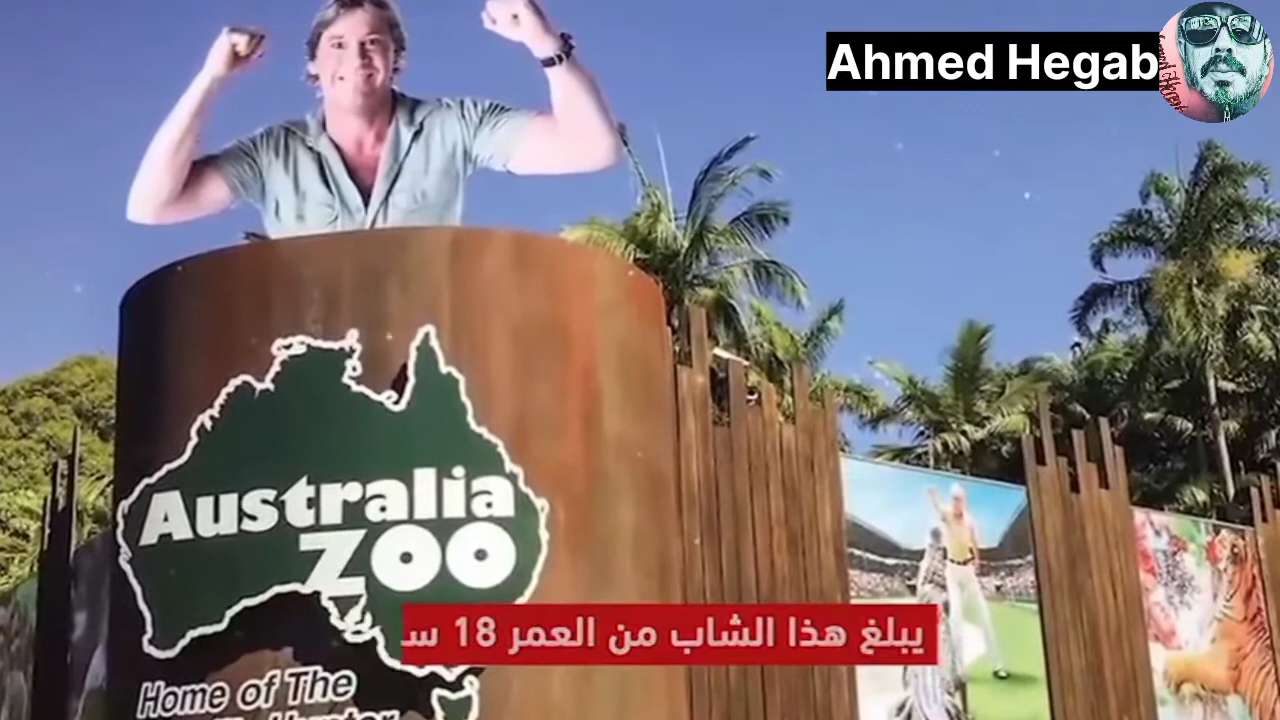 Ahmed Hegab
Australia
ZOO
يبلغ هذا الشاب من العمر 18 س
Home of The